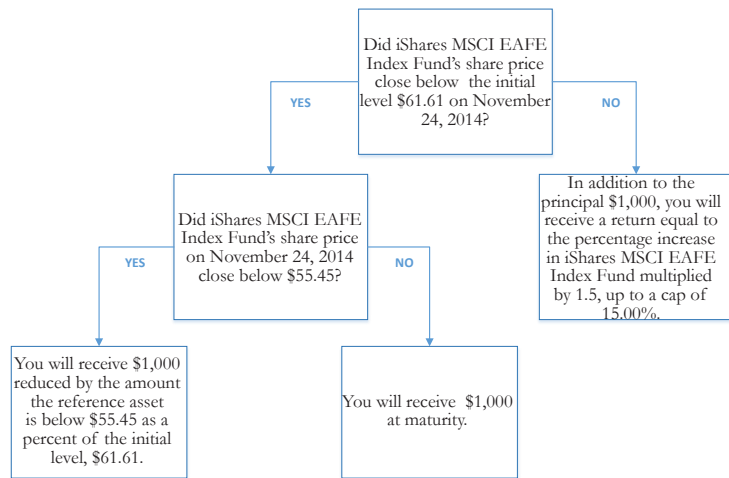 Did iShares MSCI EAFE
Index Fund's share price
close below the initial
level $61.61 on November
24, 2014?
YES
NO
Did iShares MSCI EAFE
Index Fund's share price
on November 24, 2014
close below $55.45?
In addition to the
principal $1,000, you will
receive a return equal to
the percentage increase
in iShares MSCI EAFE
Index Fund multiplied
by 1.5, up to a cap of
15.00%.
YES
NO
You will receive $1,000
reduced by the amount
the reference asset
is below $55.45 as a
percent of the initial
level, $61.61.
You will receive $1,000
at maturity.